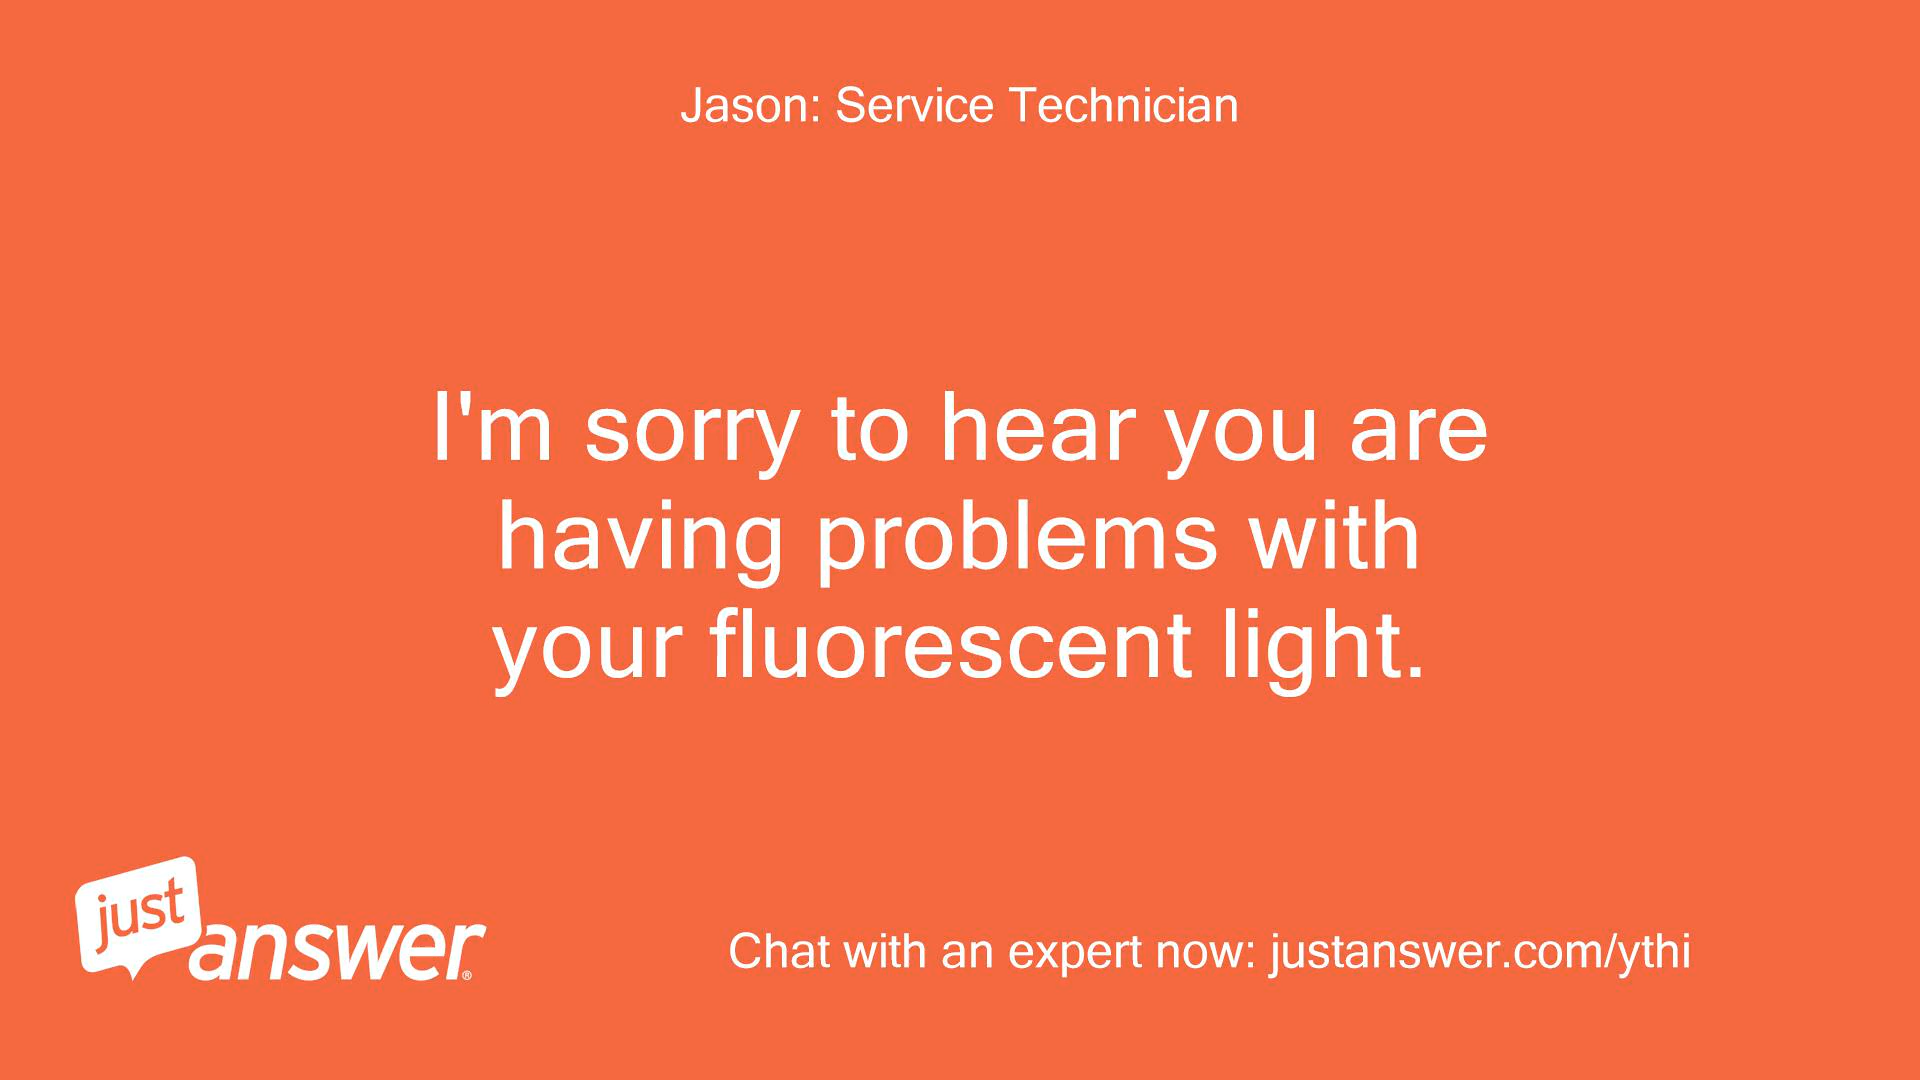 Jason: Service Technician
I'm sorry to hear you are
having problems with
your fluorescent light.
just
answer®
Chat with an expert now: justanswer.com/ythi